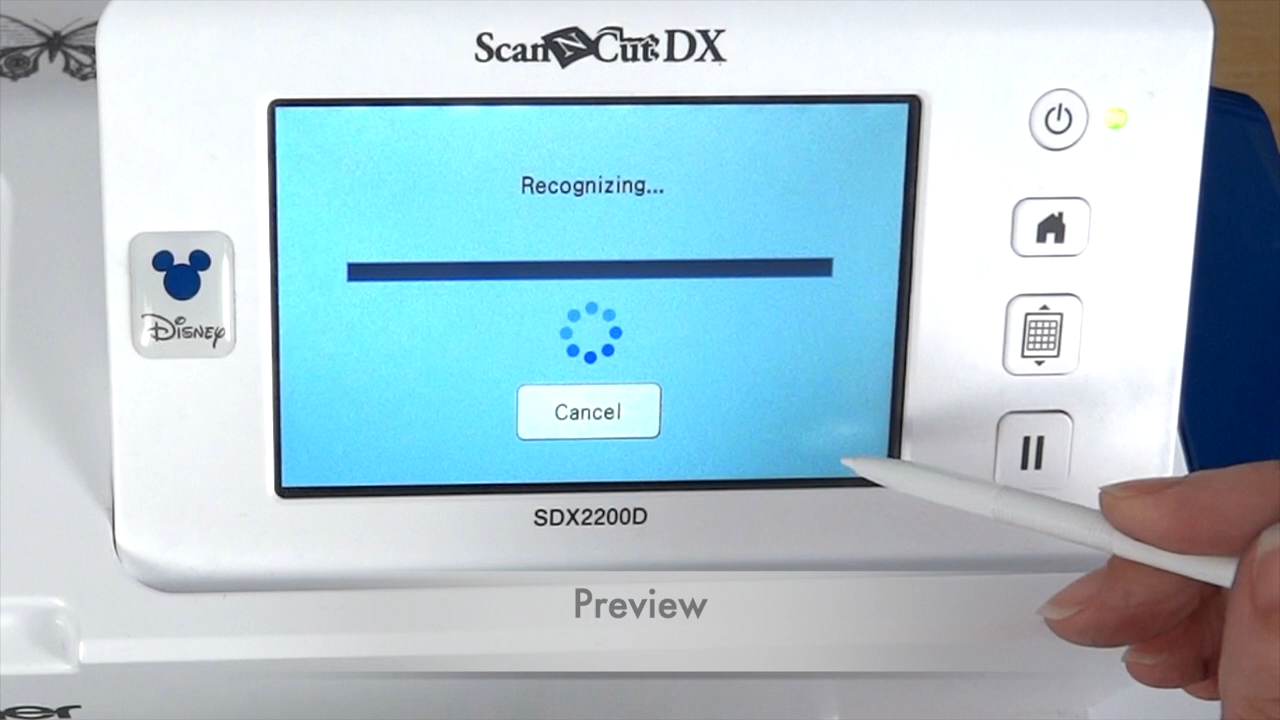 ScanNCut DX
Recognizing...
Disney
Cancel
SDX2200D
Preview